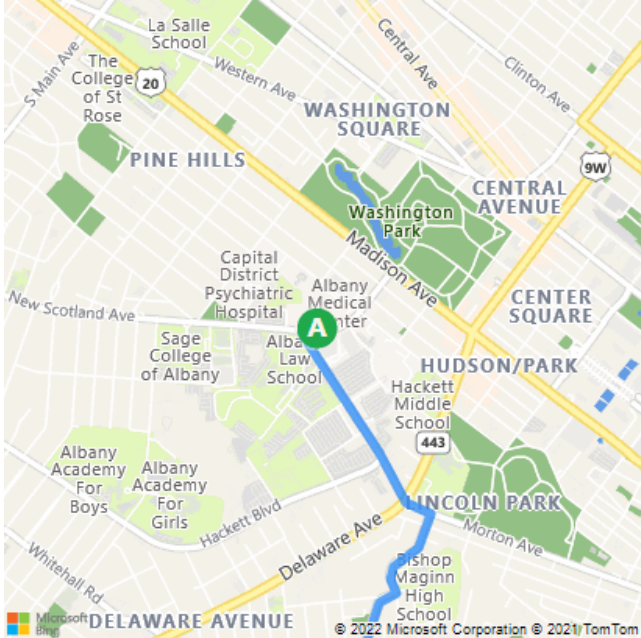 La Salle
School
Central Ave
S Main Ave
The
College
of St
Rose
20
Western Ave
Clinton Ave
WASHINGTON
SQUARE
PINE HILLS
9W
CENTRAL
AVENUE
Washington
Park
Madison Ave
Capital
District
Psychiatric
Hospital
Albany
Medical
CENTER
SQUARE
New Scotland Ave
A
Sage
College
of Albany
Law
School
HUDSON/PARK
Hackett
Middle
School
443
Albany
Academy
For
Boys
Albany
Academy
For
Girls
LINCOLN PARK
Hackett Blvd
Delaware Ave
Morton Ave
Whitehall Rd
Bishop
Maginn
High
School
Microsoft
Bing
DELAWARE AVENUE
© 2022 Microsoft Corporation © 2021 TomTom